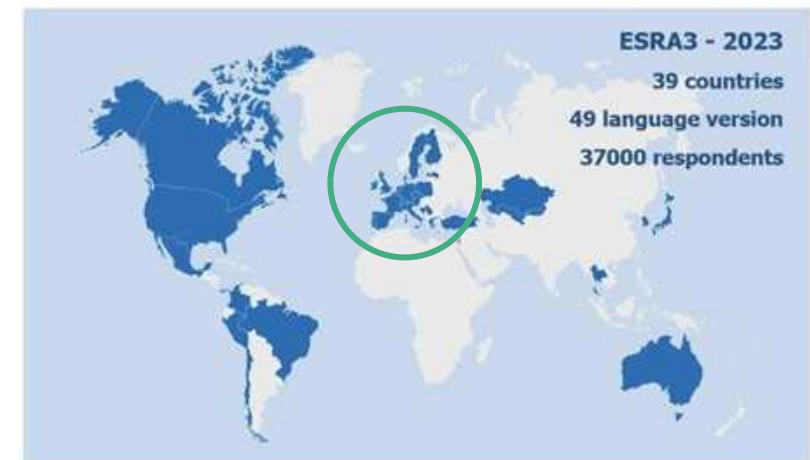 ESRA3 - 2023
39 countries
49 language version
37000 respondents